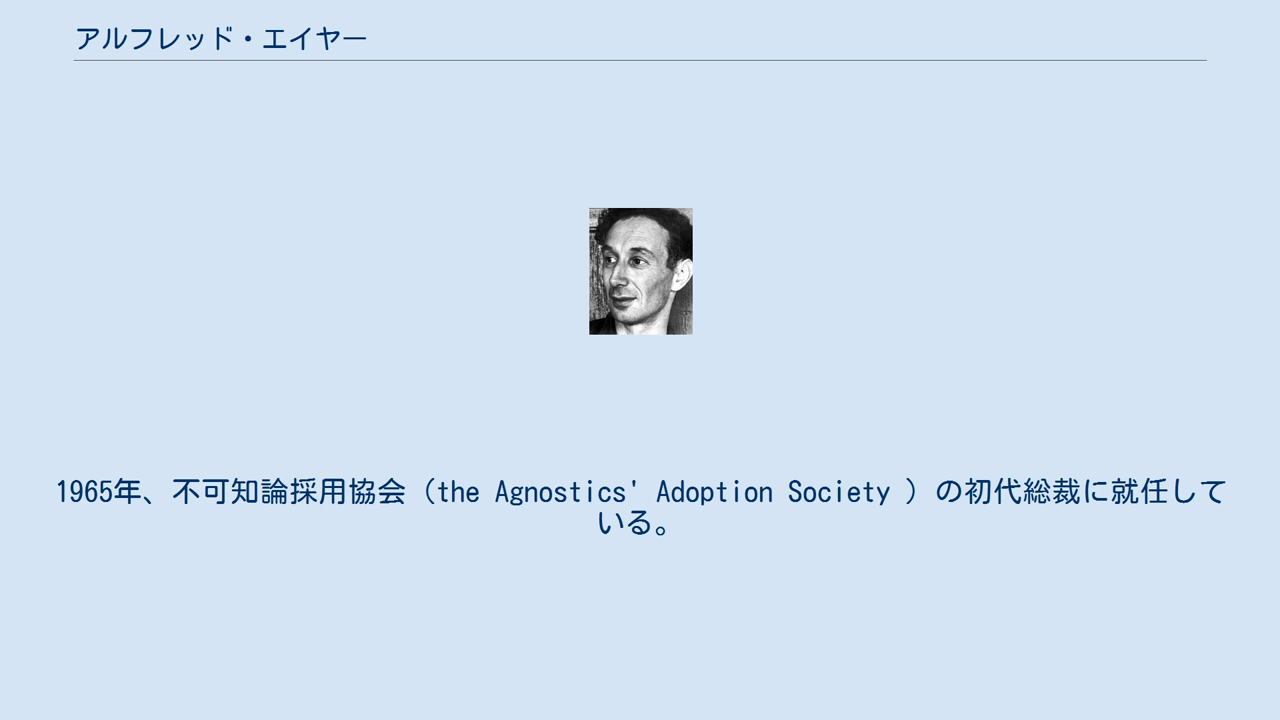 アルフレッド・エイヤー
1965年、不可知論採用協会（the Agnostics' Adoption Society ）の初代総裁に就任して
いる。